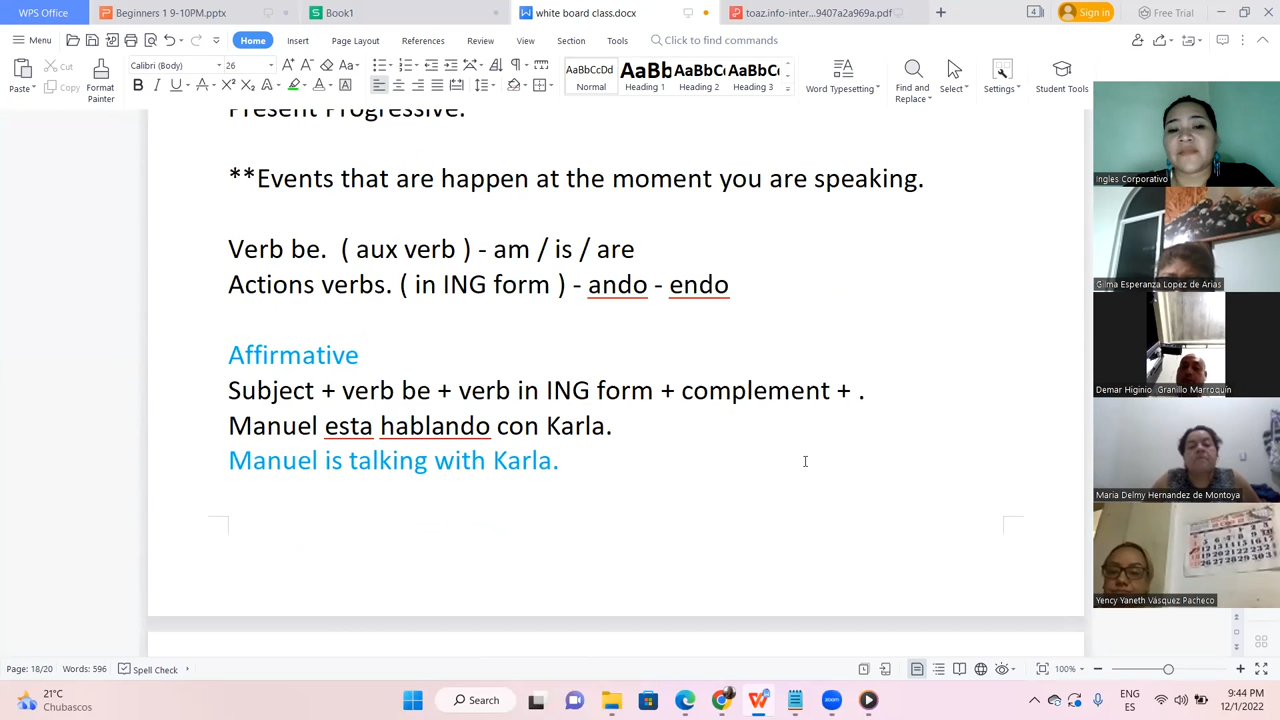 WPS Office
Beginners 1 9-10PM.pptx
Book1
white board class.docx
toaz.info-inter...9407a2a969a.pdf
Sign in
Free Trial
Menu
Home
Insert
Page Layout
References
Review
View
Section
Tools
Click to find commands
Paste
Cut
Copy
Format Painter
Calibri (Body)
26
AaBbCcDd
Normal
AaBb
Heading 1
AaBbCc
Heading 2
AaBbCc
Heading 3
Word Typesetting
Find and Replace
Select
Settings
Student Tools
Present Progressive.
**Events that are happen at the moment you are speaking.
Verb be. ( aux verb ) - am / is / are
Actions verbs. ( in ING form ) - ando - endo
Affirmative
Subject + verb be + verb in ING form + complement + .
Manuel esta hablando con Karla.
Manuel is talking with Karla.
Ingles Corporativo
Gilma Esperanza Lopez de Arias
Demar Higinio Granillo Marroquín
Maria Delmy Hernandez de Montoya
Yency Yaneth Vásquez Pacheco
Page: 18/20
Words: 596
Spell Check
100%
21°C
Chubascos
Search
ENG
ES
9:44 PM
12/1/2022